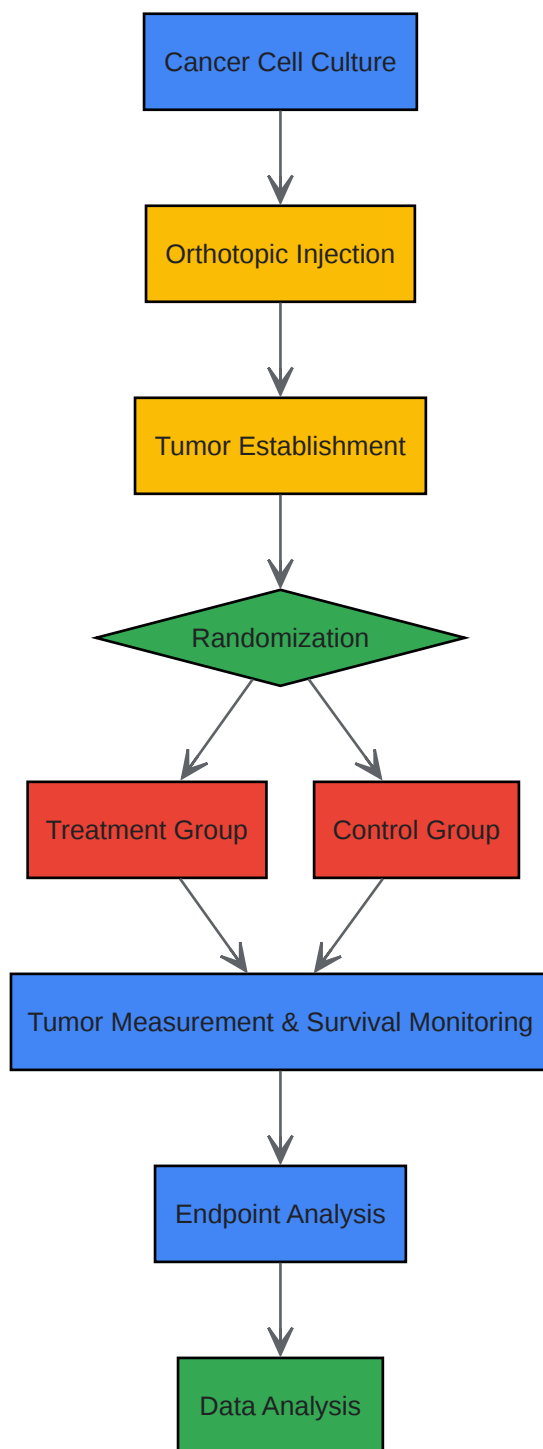 Cancer Cell Culture
Orthotopic Injection
Tumor Establishment
Randomization
Treatment Group
Control Group
Tumor Measurement & Survival Monitoring
Endpoint Analysis
Data Analysis